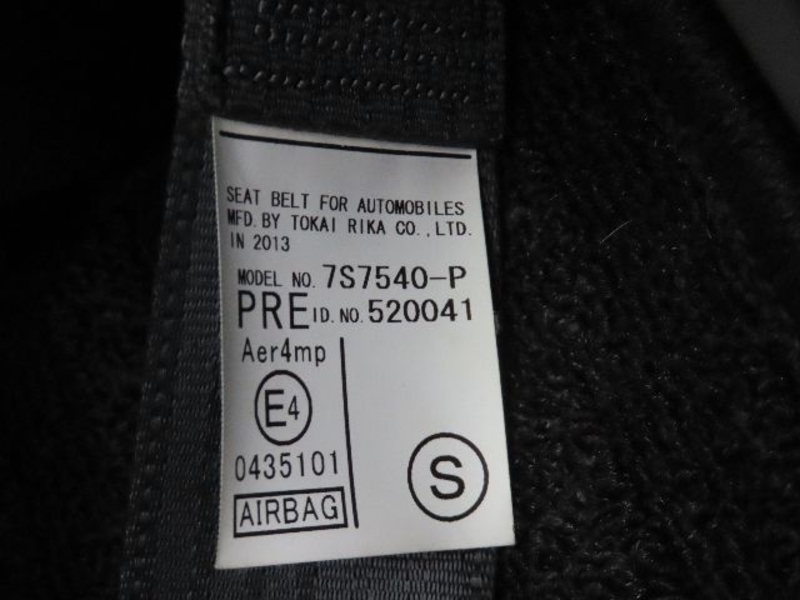 SEAT BELT FOR AUTOMOBILES
MFD. BY TOKAI RIKA CO., LTD.
IN 2013
MODEL NO. 7S7540-P
PRE ID. NO. 520041
Aer4mp
E4
0435101
AIRBAG
S